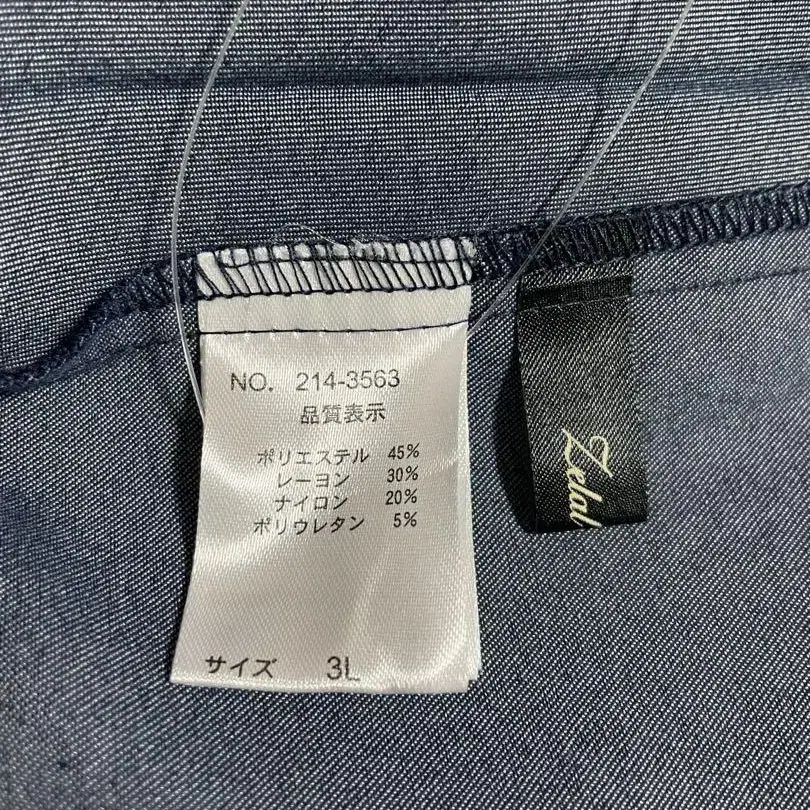 NO. 214-3563
品質表示
ポリエステル 45%
レーヨン 30%
ナイロン 20%
ポリウレタン 5%
サイズ 3L